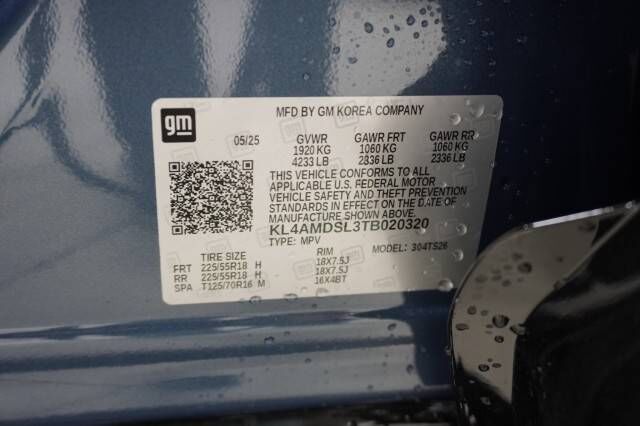 gm
MFD BY GM KOREA COMPANY
05/25 GVWR GAWR FRT GAWR RR
1920 KG 1060 KG 1060 KG
4233 LB 2336 LB 2336 LB
THIS VEHICLE CONFORMS TO ALL
APPLICABLE U.S. FEDERAL MOTOR
VEHICLE SAFETY AND THEFT PREVENTION
STANDARDS IN EFFECT ON THE DATE
OF MANUFACTURE SHOWN ABOVE.
KL4AMDSL3TB020320
TYPE: MPV MODEL: 304TS26
TIRE SIZE RIM
FRT 225/55R18 H 18X7.5J
RR 225/55R18 H 18X7.5J
SPA T125/70R16 M 16X4BT